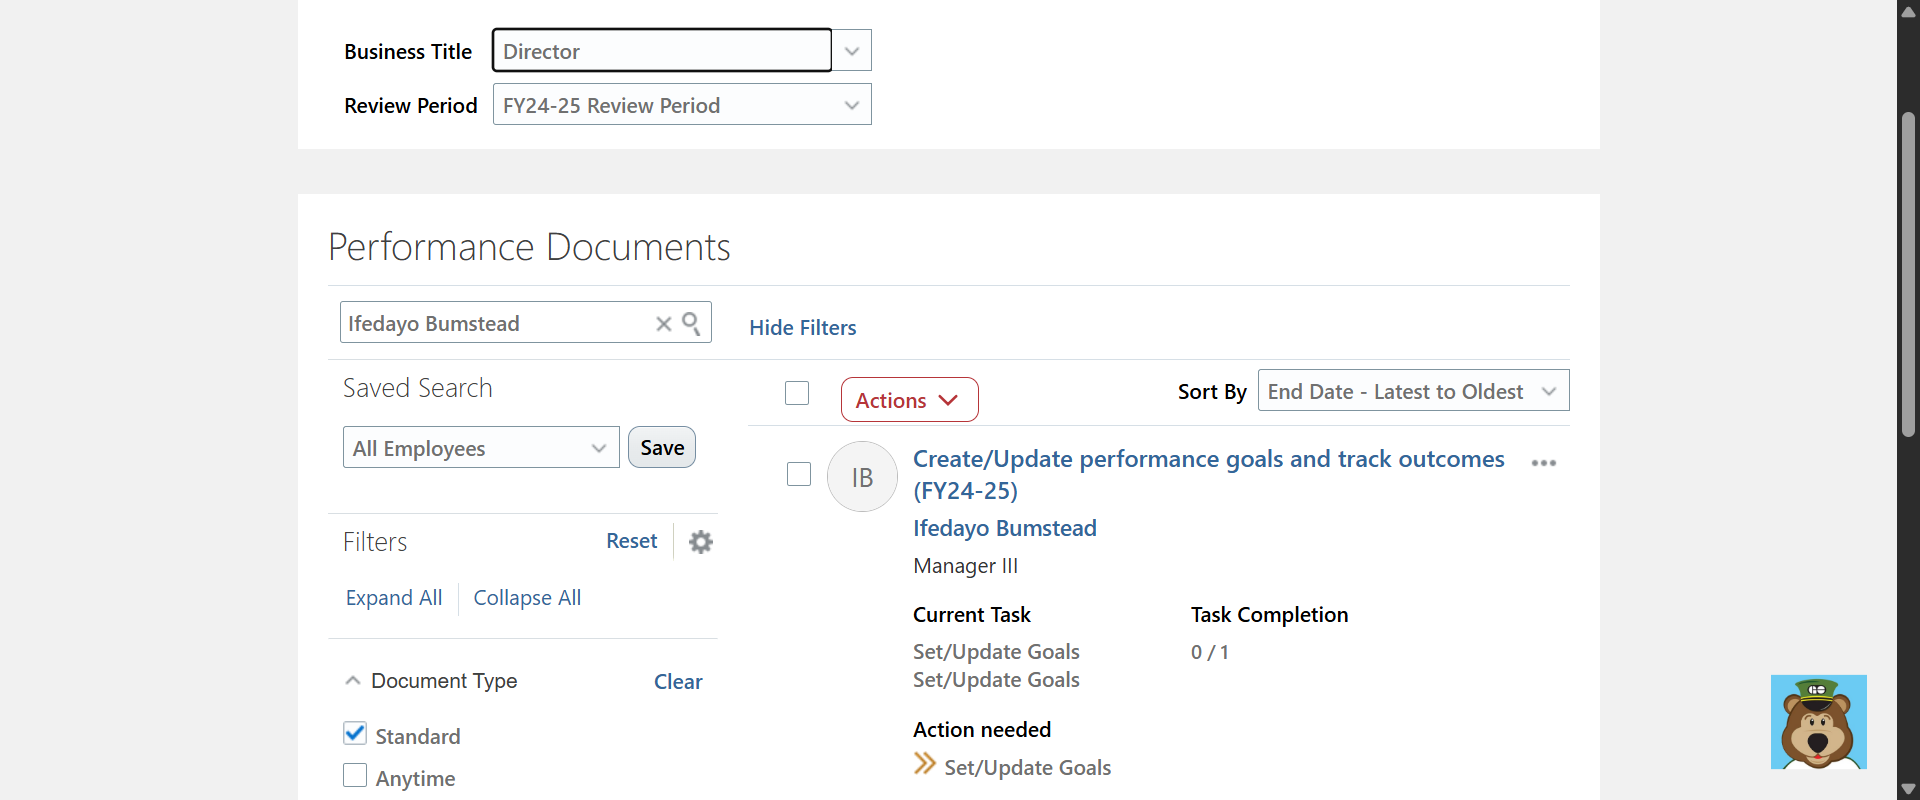 Business Title Director
Review Period FY24-25 Review Period
Performance Documents
Ifedayo Bumstead
Hide Filters
Saved Search
Actions
Sort By End Date - Latest to Oldest
All Employees Save
IB
Create/Update performance goals and track outcomes
(FY24-25)
Ifedayo Bumstead
Manager III
Filters Reset
Expand All Collapse All
Current Task Task Completion
Set/Update Goals 0 / 1
Set/Update Goals
Document Type Clear
Standard
Anytime
Action needed
Set/Update Goals